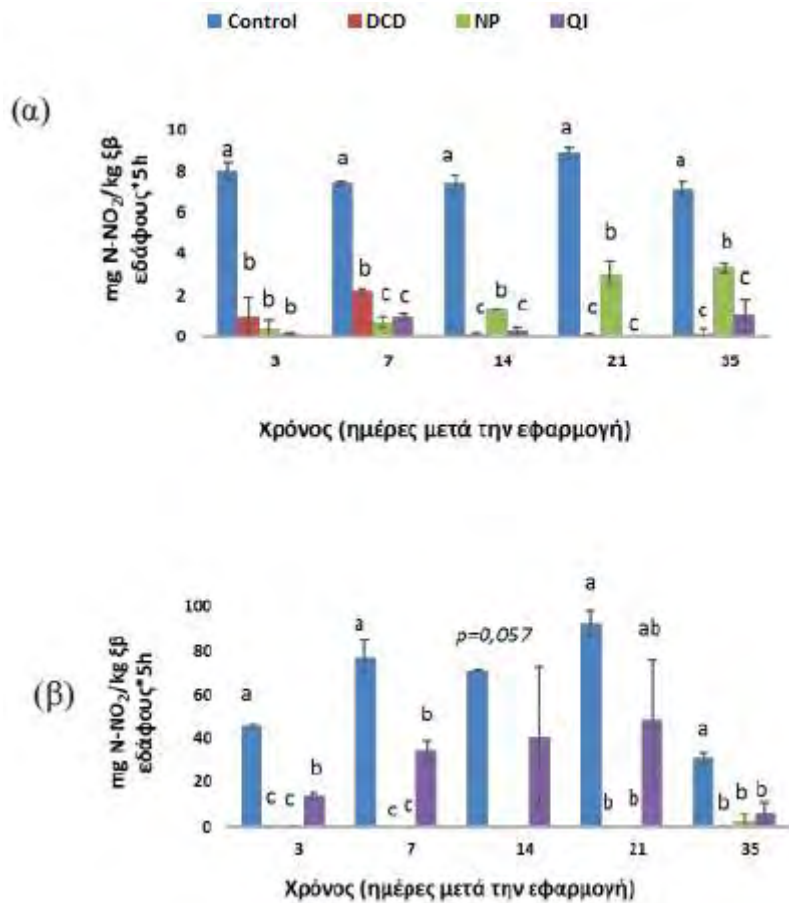 Control DCD NP QI
(α)
mg N-NO₂/kg ξβ
εδάφους*5h
10
8
6
4
2
0
a a a a a
b b b b
b c c
c b c
c b c
c b c
3 7 14 21 35
Χρόνος (ημέρες μετά την εφαρμογή)
(β)
mg N-NO₂/kg ξβ
εδάφους*5h
100
80
60
40
20
0
a c c b
a c c b
p=0,057
a b b ab
a b b b
3 7 14 21 35
Χρόνος (ημέρες μετά την εφαρμογή)